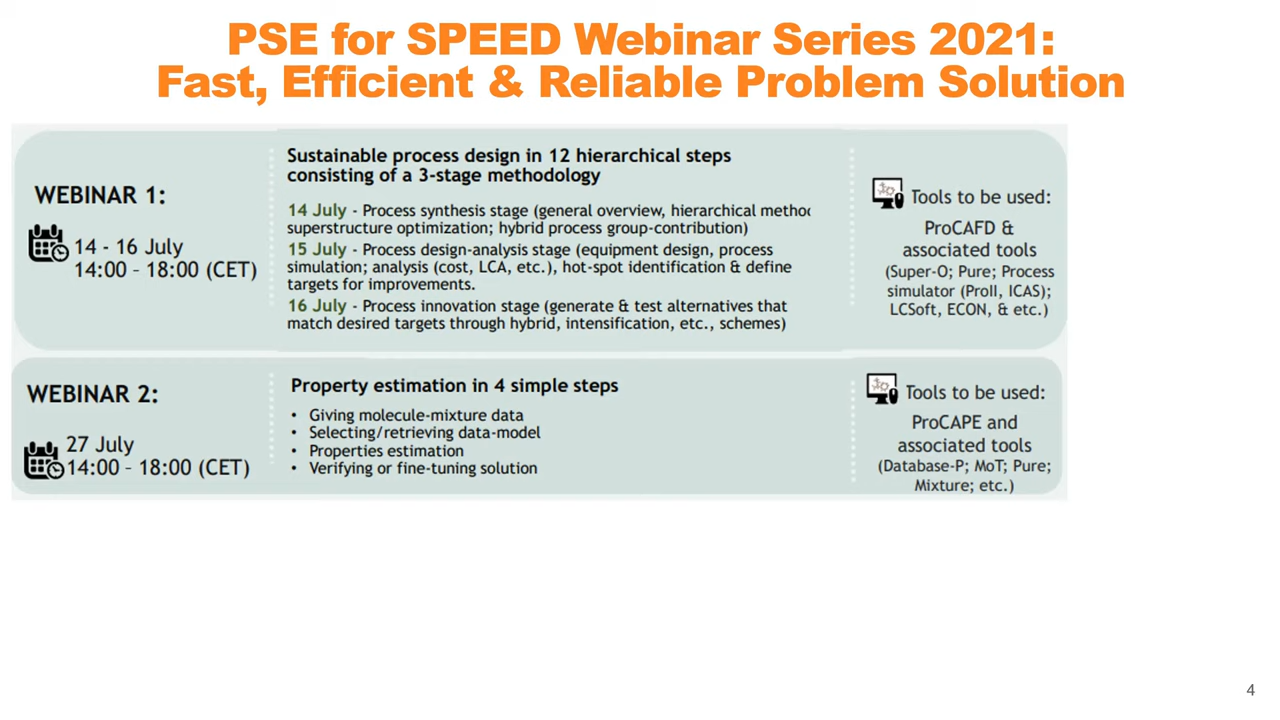 PSE for SPEED Webinar Series 2021:
Fast, Efficient & Reliable Problem Solution
WEBINAR 1:
14 - 16 July
14:00 – 18:00 (CET)
Sustainable process design in 12 hierarchical steps
consisting of a 3-stage methodology
14 July - Process synthesis stage (general overview, hierarchical metho
superstructure optimization; hybrid process group-contribution)
15 July - Process design-analysis stage (equipment design, process
simulation; analysis (cost, LCA, etc.), hot-spot identification & define
targets for improvements.
16 July - Process innovation stage (generate & test alternatives that
match desired targets through hybrid, intensification, etc., schemes)
Tools to be used:
ProCAFD &
associated tools
(Super-O; Pure; Process
simulator (ProII, ICAS);
LCSoft, ECON, & etc.)
WEBINAR 2:
27 July
14:00 – 18:00 (CET)
Property estimation in 4 simple steps
• Giving molecule-mixture data
• Selecting/retrieving data-model
• Properties estimation
• Verifying or fine-tuning solution
Tools to be used:
ProCAPE and
associated tools
(Database-P; MoT; Pure;
Mixture; etc.)
4